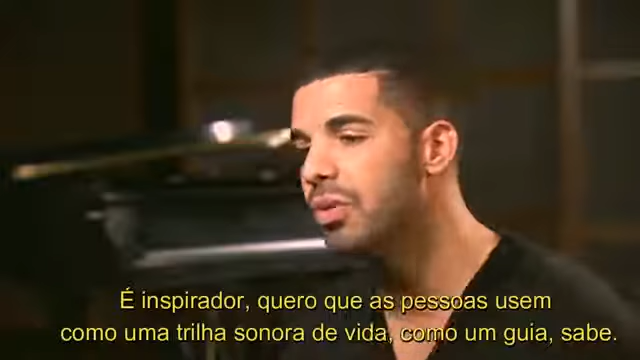 É inspirador, quero que as pessoas usem
como uma trilha sonora de vida, como um guia, sabe.